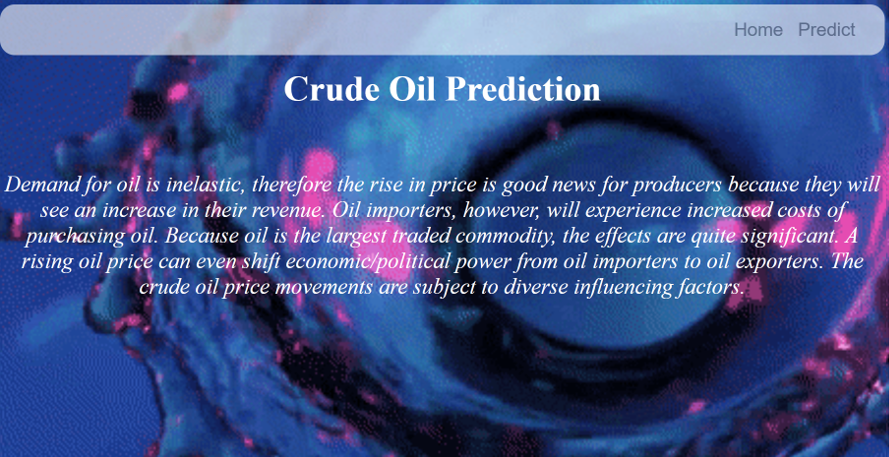 Home Predict
Crude Oil Prediction
Demand for oil is inelastic, therefore the rise in price is good news for producers because they will
see an increase in their revenue. Oil importers, however, will experience increased costs of
purchasing oil. Because oil is the largest traded commodity, the effects are quite significant. A
rising oil price can even shift economic/political power from oil importers to oil exporters. The
crude oil price movements are subject to diverse influencing factors.